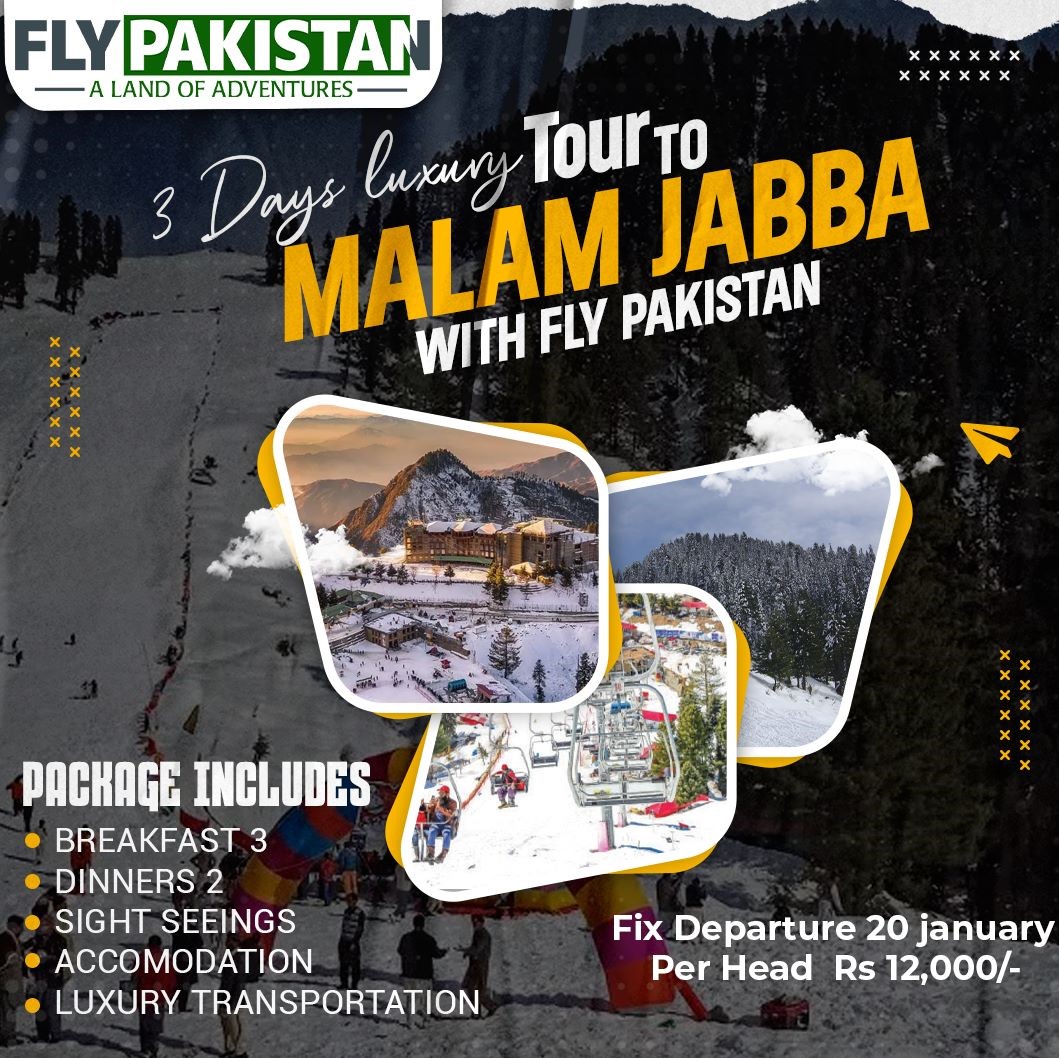 FLYPAKISTAN
A LAND OF ADVENTURES
3 Days luxury Tour TO
MALAM JABBA
WITH FLY PAKISTAN
PACKAGE INCLUDES
BREAKFAST 3
DINNERS 2
SIGHT SEEINGS
ACCOMODATION
LUXURY TRANSPORTATION
Fix Departure 20 january
Per Head Rs 12,000/-